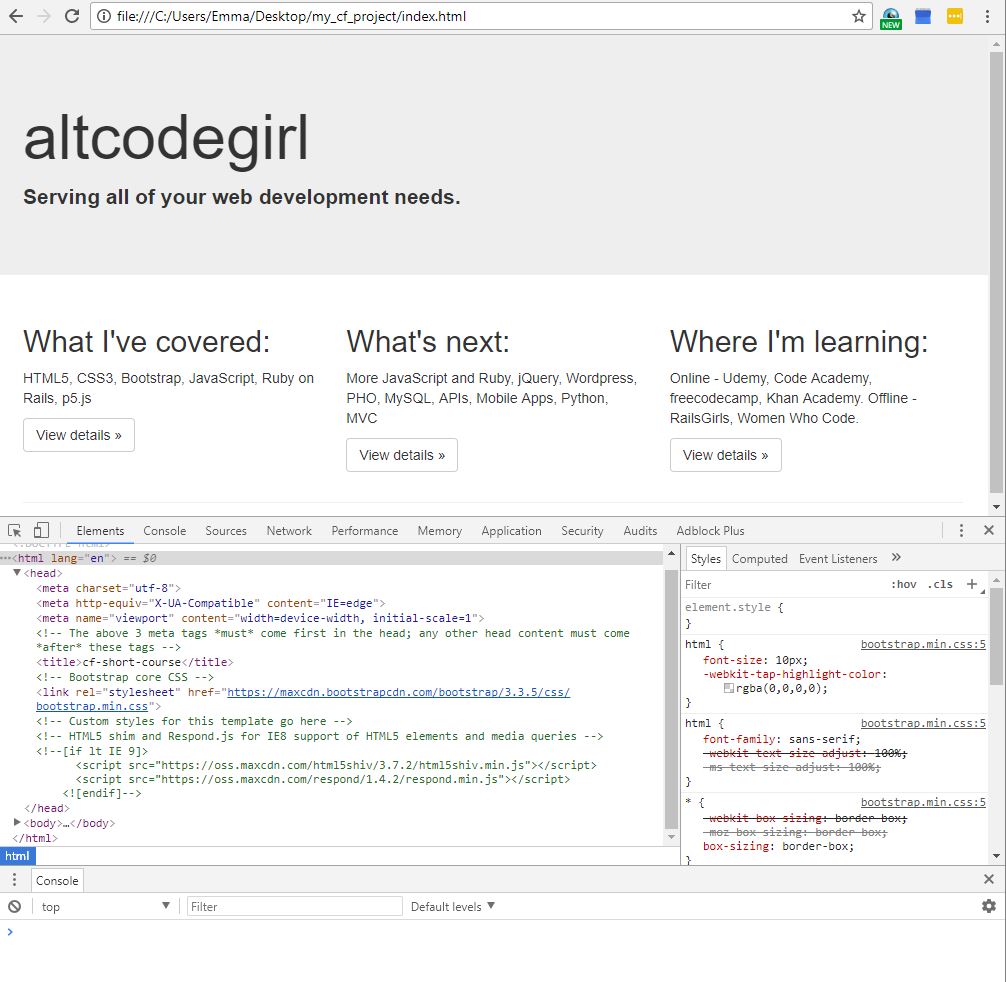 file:///C:/Users/Emma/Desktop/my_cf_project/index.html
NEW
altcodegirl
Serving all of your web development needs.
What I've covered:
HTML5, CSS3, Bootstrap, JavaScript, Ruby on
Rails, p5.js
View details »
What's next:
More JavaScript and Ruby, jQuery, Wordpress,
PHO, MySQL, APIs, Mobile Apps, Python,
MVC
View details »
Where I'm learning:
Online - Udemy, Code Academy,
freecodecamp, Khan Academy. Offline -
RailsGirls, Women Who Code.
View details »
Elements Console Sources Network Performance Memory Application Security Audits Adblock Plus
<!DOCTYPE html>
<html lang="en"> == $0
<head>
<meta charset="utf-8">
<meta http-equiv="X-UA-Compatible" content="IE=edge">
<meta name="viewport" content="width=device-width, initial-scale=1">
<!-- The above 3 meta tags *must* come first in the head; any other head content must come
*after* these tags -->
<title>cf-short-course</title>
<!-- Bootstrap core CSS -->
<link rel="stylesheet" href="https://maxcdn.bootstrapcdn.com/bootstrap/3.3.5/css/
bootstrap.min.css">
<!-- Custom styles for this template go here -->
<!-- HTML5 shim and Respond.js for IE8 support of HTML5 elements and media queries -->
<!--[if lt IE 9]>
<script src="https://oss.maxcdn.com/html5shiv/3.7.2/html5shiv.min.js"></script>
<script src="https://oss.maxcdn.com/respond/1.4.2/respond.min.js"></script>
<![endif]-->
</head>
<body>…</body>
</html>
html
Styles Computed Event Listeners »
Filter :hov .cls +
element.style {
}
html { bootstrap.min.css:5
font-size: 10px;
-webkit-tap-highlight-color:
rgba(0,0,0,0);
}
html { bootstrap.min.css:5
font-family: sans-serif;
-webkit-text-size-adjust: 100%;
-ms-text-size-adjust: 100%;
}
* { bootstrap.min.css:5
-webkit-box-sizing: border-box;
-moz-box-sizing: border-box;
box-sizing: border-box;
}
Console
top Filter Default levels